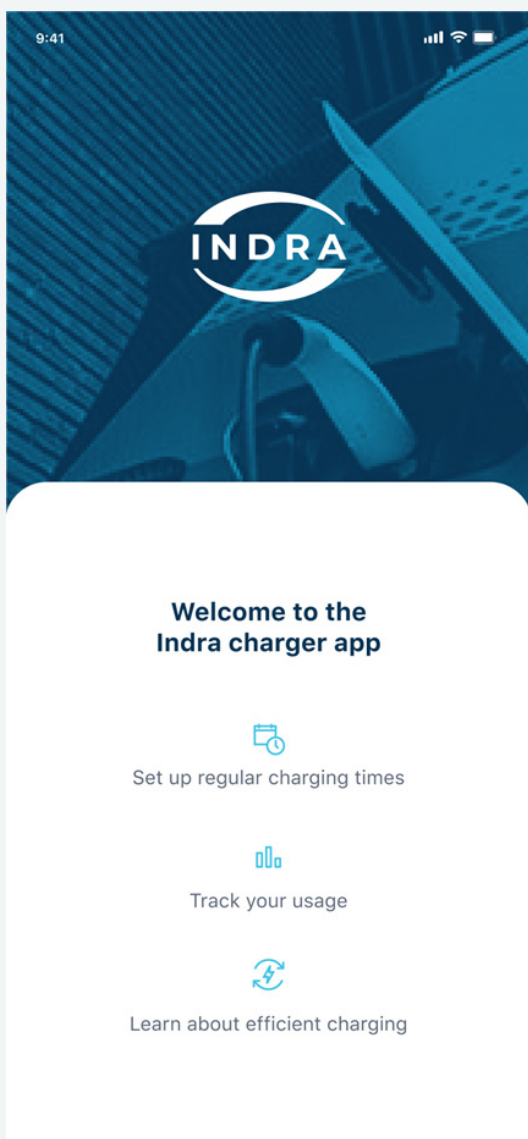 9:41
INDRA
Welcome to the
Indra charger app
Set up regular charging times
Track your usage
Learn about efficient charging